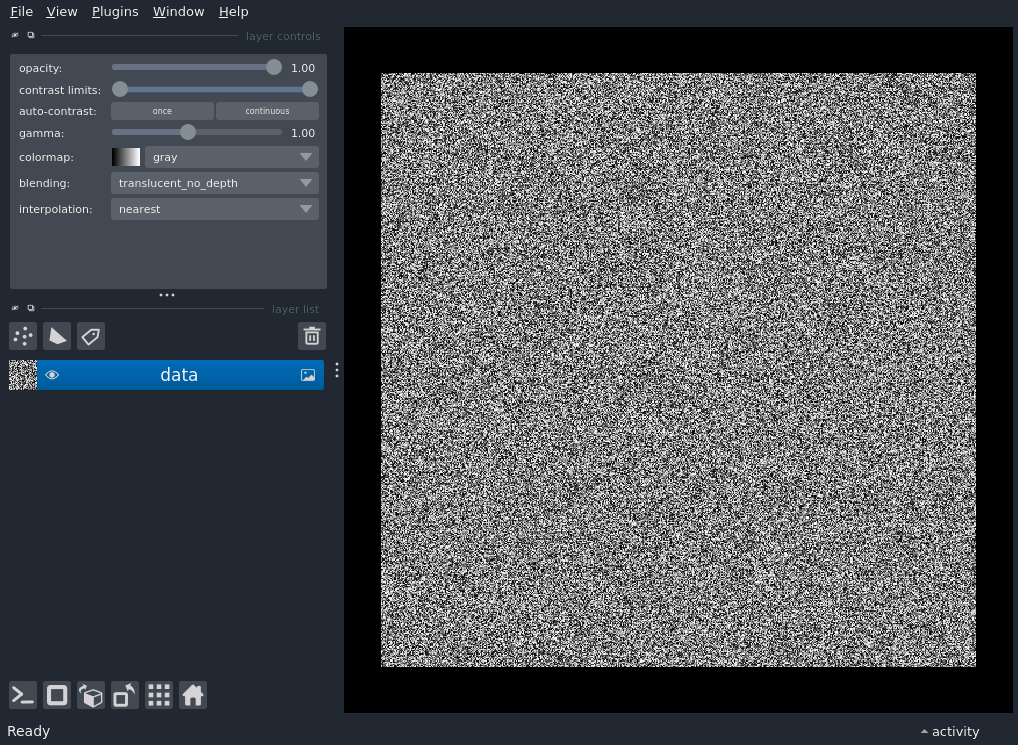 File View Plugins Window Help
layer controls
opacity: 1.00
contrast limits:
auto-contrast: once continuous
gamma: 1.00
colormap: gray
blending: translucent_no_depth
interpolation: nearest
layer list
data
Ready activity